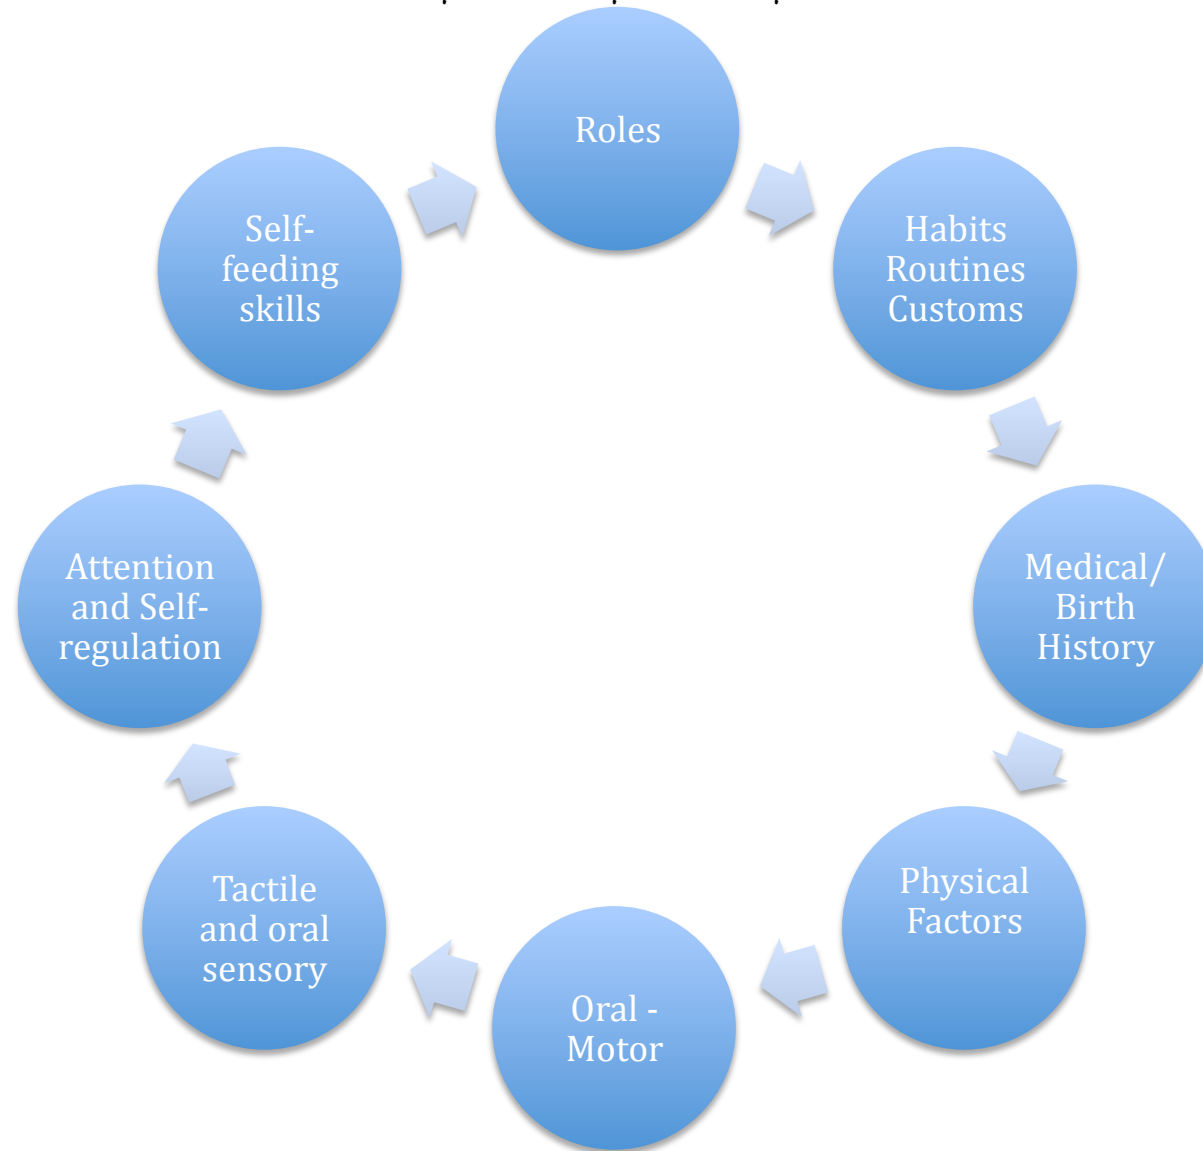 Roles
Habits
Routines
Customs
Medical/
Birth
History
Physical
Factors
Oral -
Motor
Tactile
and oral
sensory
Attention
and Self-
regulation
Self-
feeding
skills